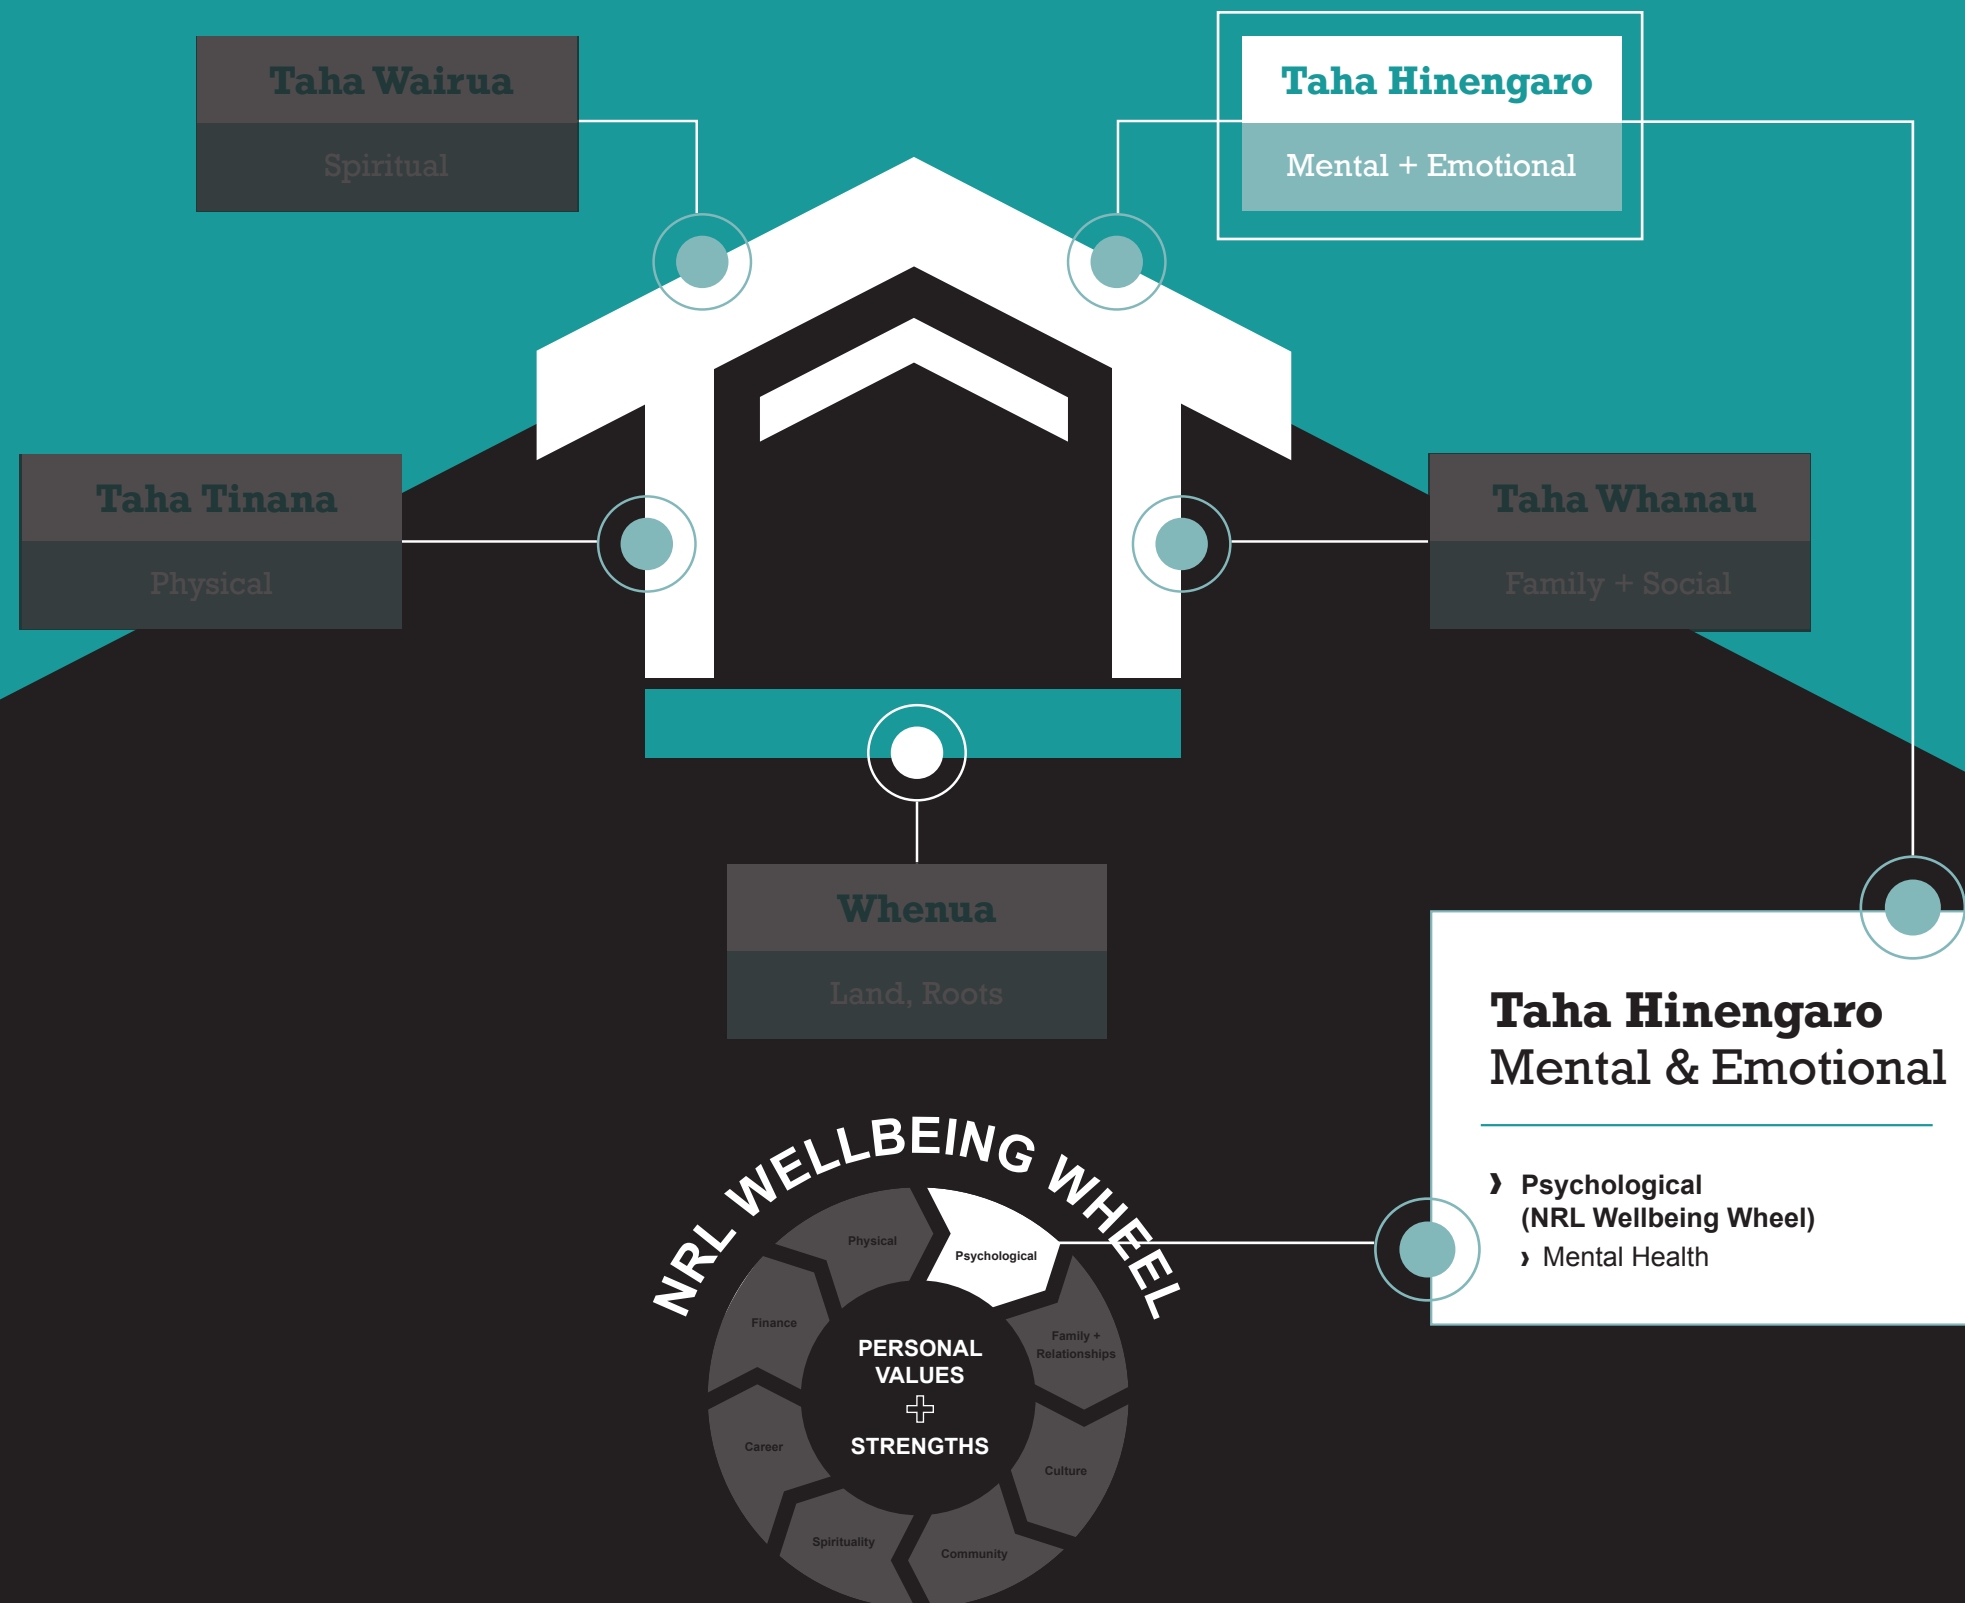 Taha Wairua
Spiritual
Taha Hinengaro
Mental + Emotional
Taha Tinana
Physical
Taha Whanau
Family + Social
Whenua
Land, Roots
Taha Hinengaro
Mental & Emotional
❱ Psychological
(NRL Wellbeing Wheel)
› Mental Health
NRL WELLBEING WHEEL
Physical
Psychological
Family +
Relationships
Culture
Community
Spirituality
Career
Finance
PERSONAL
VALUES
+
STRENGTHS